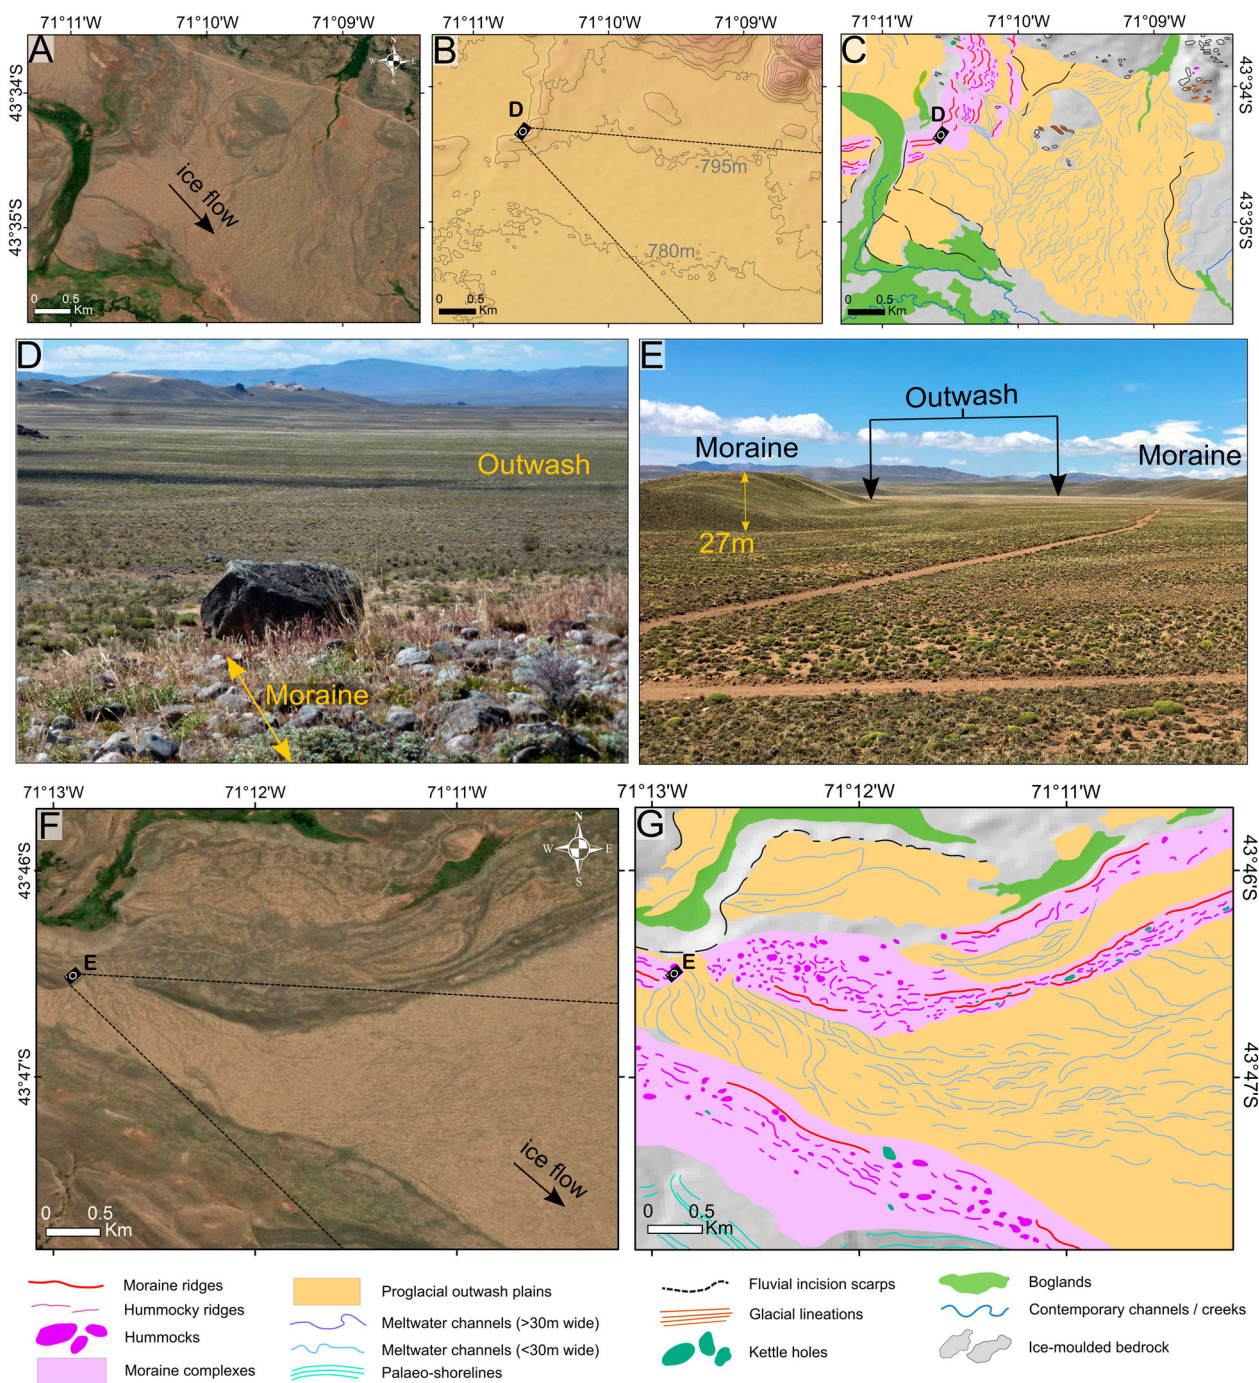 71°11'W 71°10'W 71°09'W
71°11'W 71°10'W 71°09'W
71°11'W 71°10'W 71°09'W
A
N
W E
S
43°34'S
43°35'S
ice flow
0 0.5
Km
B
D
795m
780m
0 0.5
Km
C
D
43°34'S
43°35'S
0 0.5
Km
D
Outwash
Moraine
E
Outwash
Moraine
Moraine
27m
71°13'W 71°12'W 71°11'W
71°13'W 71°12'W 71°11'W
F
N
W E
S
43°46'S
43°47'S
E
ice flow
0 0.5
Km
G
E
43°46'S
43°47'S
0 0.5
Km
Moraine ridges
Hummocky ridges
Hummocks
Moraine complexes
Proglacial outwash plains
Meltwater channels (>30m wide)
Meltwater channels (<30m wide)
Palaeo-shorelines
Fluvial incision scarps
Glacial lineations
Kettle holes
Boglands
Contemporary channels / creeks
Ice-moulded bedrock